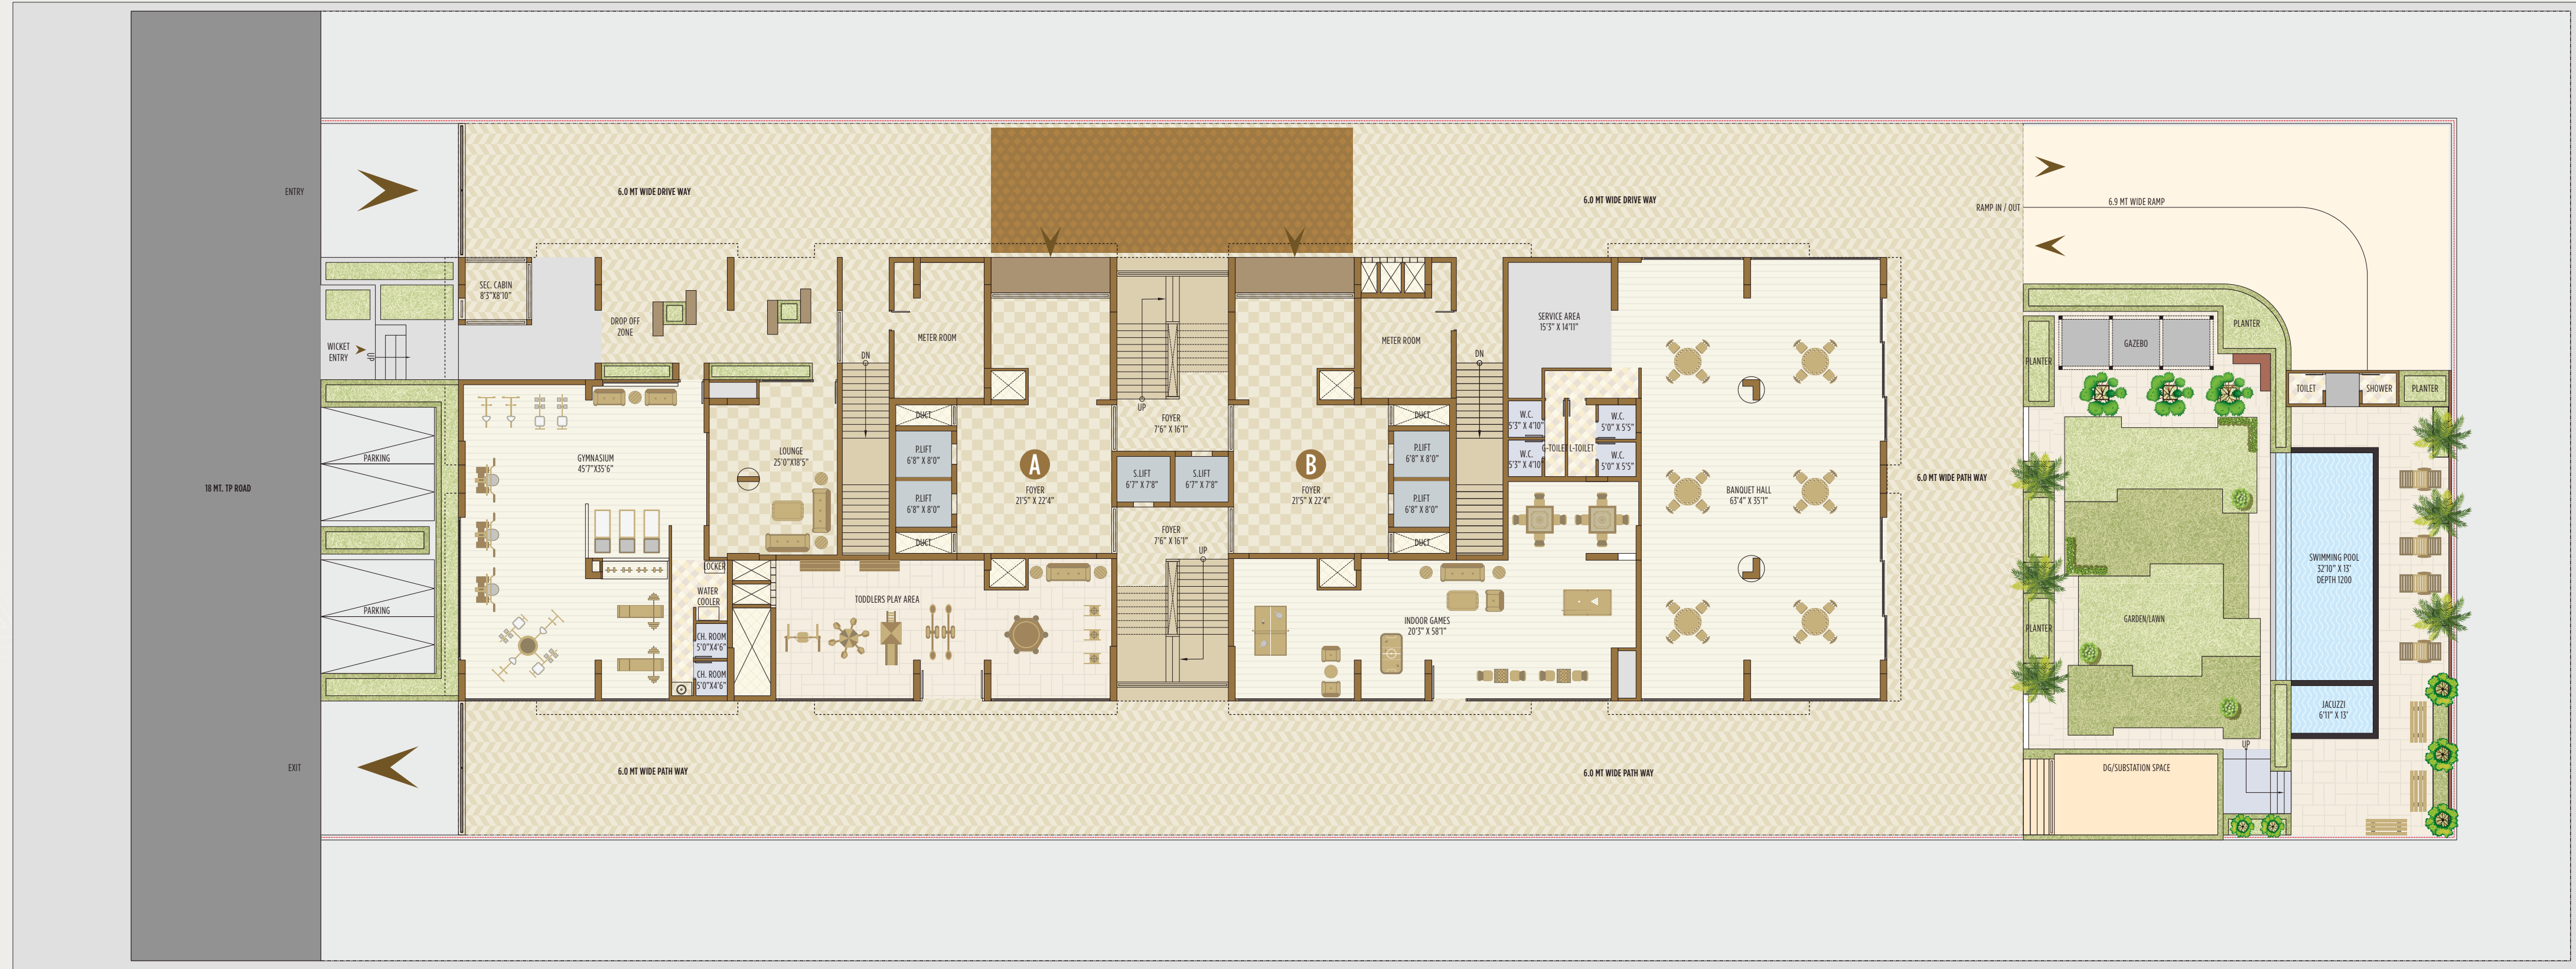 18 MT. TP ROAD
ENTRY
EXIT
6.0 MT WIDE DRIVE WAY
6.0 MT WIDE DRIVE WAY
RAMP IN / OUT
6.9 MT WIDE RAMP
WICKET
ENTRY
UP
SEC. CABIN
8'3"X8'10"
DROP OFF
ZONE
PARKING
PARKING
GYMNASIUM
45'7"X35'6"
LOUNGE
25'0"X18'5"
LOCKER
WATER
COOLER
CH. ROOM
5'0"X4'6"
CH. ROOM
5'0"X4'6"
DN
METER ROOM
DUCT
P.LIFT
6'8" X 8'0"
P.LIFT
6'8" X 8'0"
DUCT
A
FOYER
21'5" X 22'4"
TODDLERS PLAY AREA
UP
FOYER
7'6" X 16'1"
S.LIFT
6'7" X 7'8"
S.LIFT
6'7" X 7'8"
FOYER
7'6" X 16'1"
UP
B
FOYER
21'5" X 22'4"
METER ROOM
DUCT
P.LIFT
6'8" X 8'0"
P.LIFT
6'8" X 8'0"
DUCT
DN
SERVICE AREA
15'3" X 14'11"
W.C.
5'3" X 4'10"
W.C.
5'3" X 4'10"
G-TOILET
L-TOILET
W.C.
5'0" X 5'5"
W.C.
5'0" X 5'5"
INDOOR GAMES
20'3" X 58'1"
BANQUET HALL
63'4" X 35'1"
6.0 MT WIDE PATH WAY
6.0 MT WIDE PATH WAY
6.0 MT WIDE PATH WAY
PLANTER
GAZEBO
PLANTER
TOILET
SHOWER
PLANTER
SWIMMING POOL
32'10" X 13'
DEPTH 1200
GARDEN/LAWN
PLANTER
JACUZZI
6'11" X 13'
UP
DG/SUBSTATION SPACE